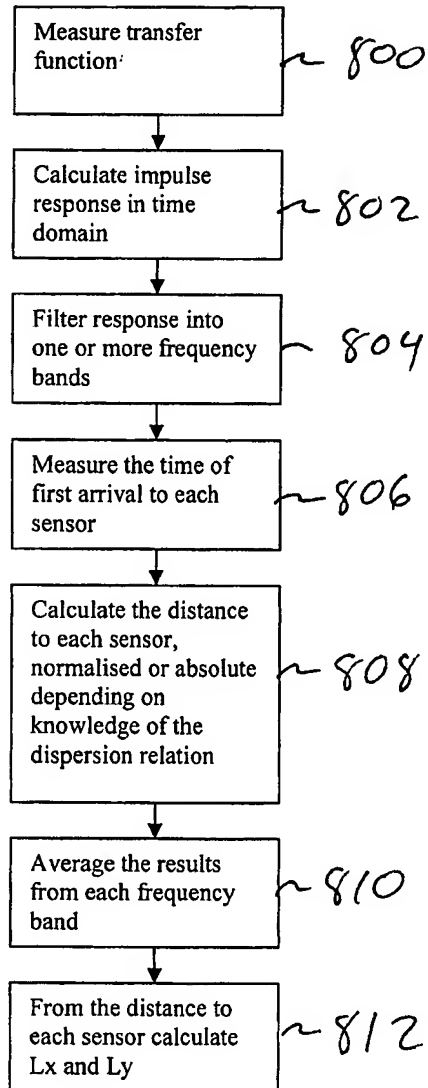 Measure transfer
function
800
Calculate impulse
response in time
domain
802
Filter response into
one or more frequency
bands
804
Measure the time of
first arrival to each
sensor
806
Calculate the distance
to each sensor,
normalised or absolute
depending on
knowledge of the
dispersion relation
808
Average the results
from each frequency
band
810
From the distance to
each sensor calculate
Lx and Ly
812